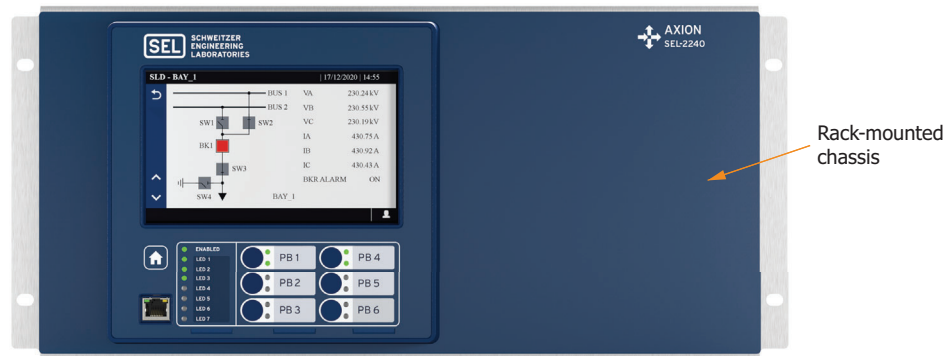 SEL SCHWEITZER
ENGINEERING
LABORATORIES
AXION
SEL-2240
SLD - BAY_1 | 17/12/2020 | 14:55
BUS 1 VA 230.24 kV
BUS 2 VB 230.55 kV
SW1 SW2 VC 230.19 kV
IA 430.75 A
BK1 IB 430.92 A
SW3 IC 430.43 A
BKR ALARM ON
SW4 BAY_1
Rack-mounted
chassis
ENABLED
LED 1
LED 2
LED 3
LED 4
LED 5
LED 6
LED 7
PB 1 PB 4
PB 2 PB 5
PB 3 PB 6